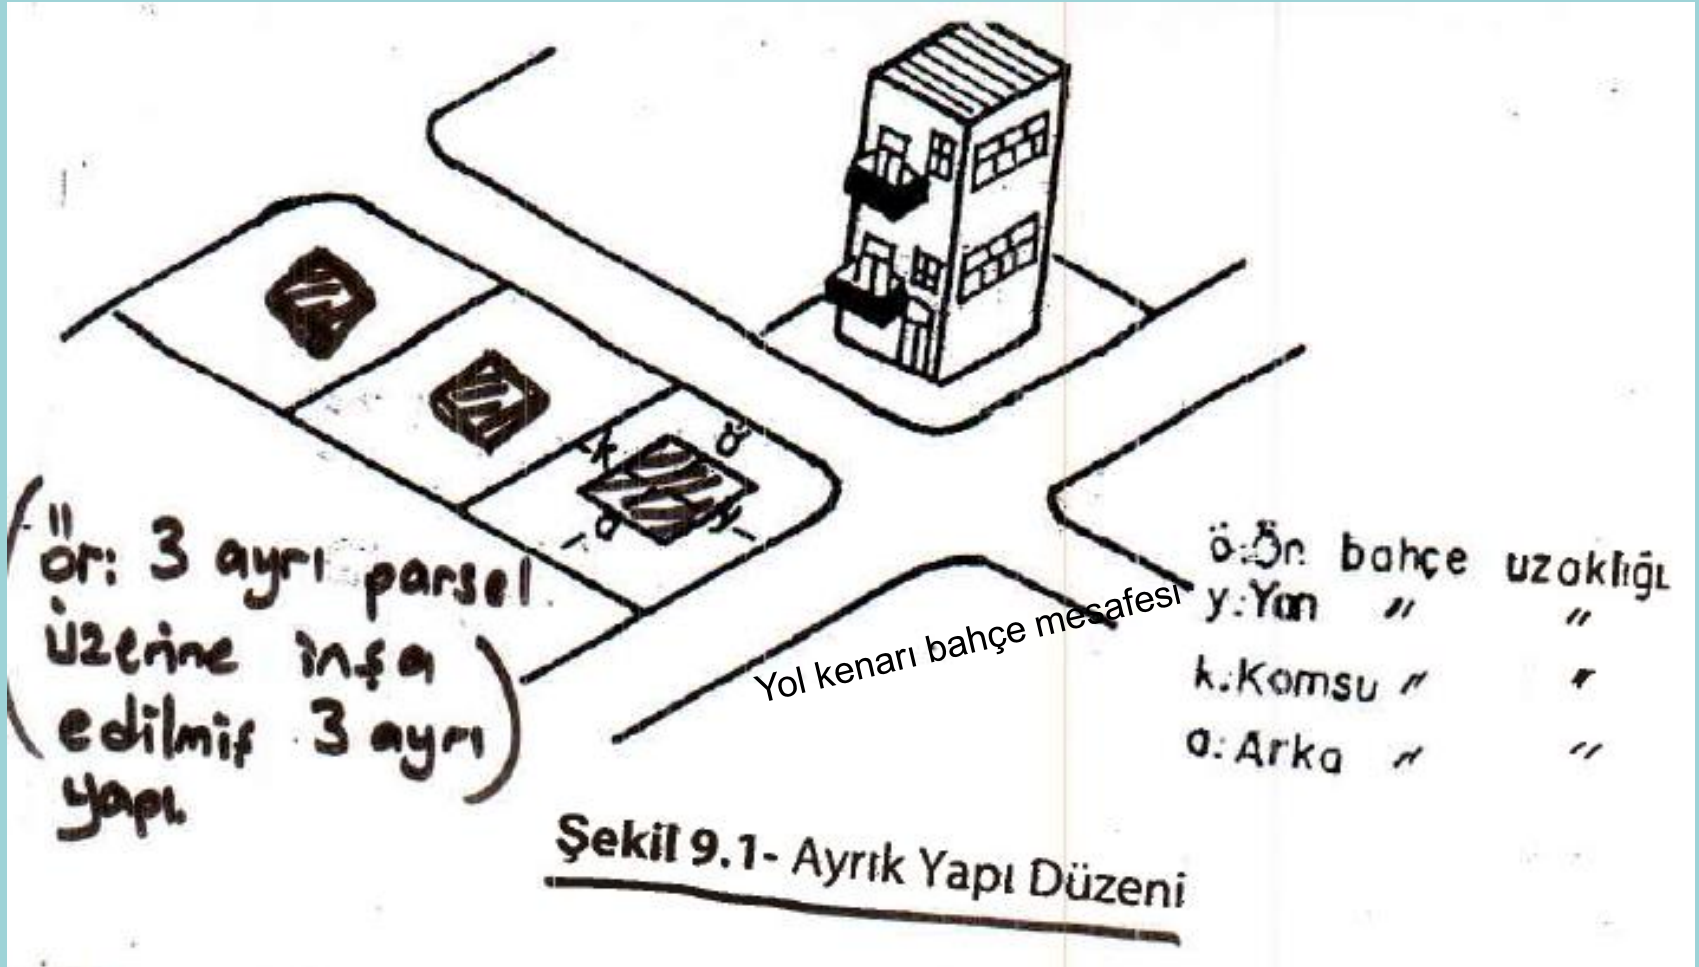 k
ö
a
y
(ör: 3 ayrı parsel
üzerine inşa
edilmiş 3 ayrı)
yapı.
ö:Ön bahçe uzaklığı
y:Yan " "
k:Komsu " "
a:Arka " "
Yol kenarı bahçe mesafesi
Şekil 9.1- Ayrık Yapı Düzeni